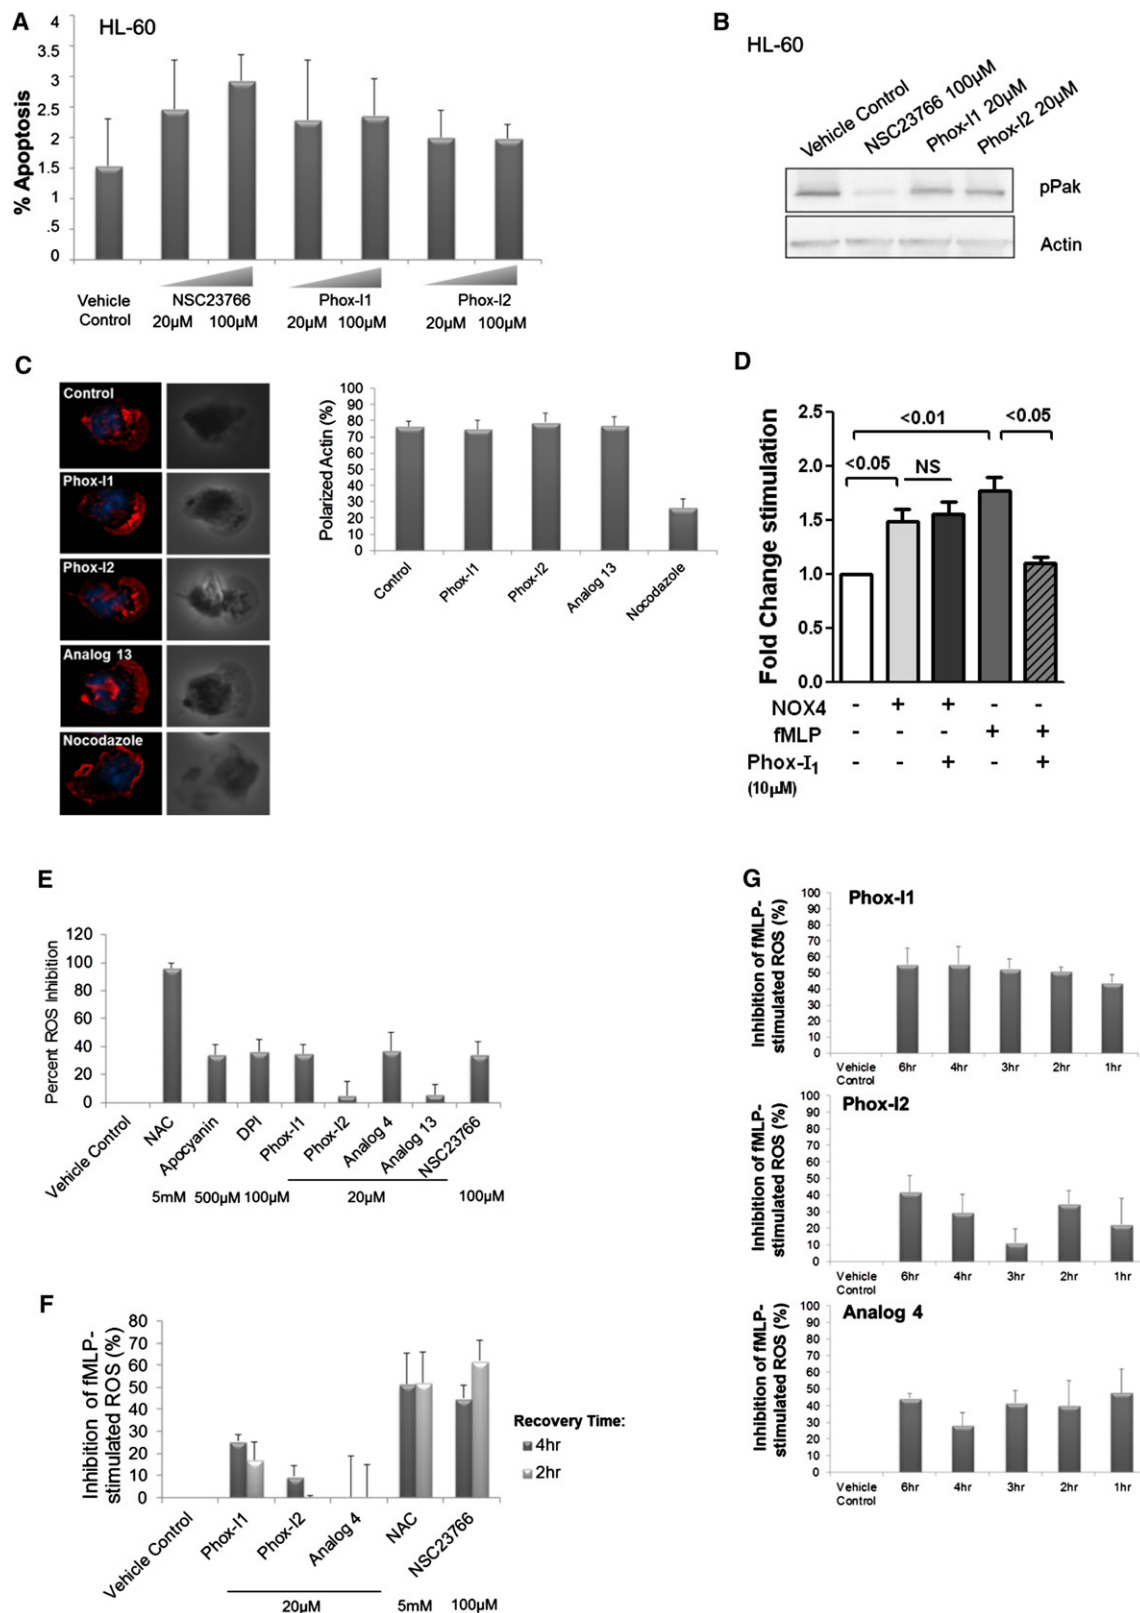 A
HL-60
% Apoptosis
4
3.5
3
2.5
2
1.5
1
.5
0
Vehicle Control
NSC23766
Phox-I1
Phox-I2
20µM 100µM 20µM 100µM 20µM 100µM
B
HL-60
Vehicle Control
NSC23766 100µM
Phox-I1 20µM
Phox-I2 20µM
pPak
Actin
C
Control
Phox-I1
Phox-I2
Analog 13
Nocodazole
Polarized Actin (%)
100
90
80
70
60
50
40
30
20
10
0
Control
Phox-I1
Phox-I2
Analog 13
Nocodazole
D
Fold Change stimulation
2.5
2.0
1.5
1.0
0.5
0.0
<0.01
<0.05
<0.05
NS
NOX4 - + + - -
fMLP - - - + +
Phox-I1 - - + - +
(10µM)
E
Percent ROS Inhibition
120
100
80
60
40
20
0
Vehicle Control
NAC
Apocyanin
DPI
Phox-I1
Phox-I2
Analog 4
Analog 13
NSC23766
5mM 500µM 100µM 20µM 100µM
F
Inhibition of fMLP-
stimulated ROS (%)
80
70
60
50
40
30
20
10
0
Vehicle Control
Phox-I1
Phox-I2
Analog 4
NAC
NSC23766
20µM 5mM 100µM
Recovery Time:
4hr
2hr
G
Phox-I1
Inhibition of fMLP-
stimulated ROS (%)
100
90
80
70
60
50
40
30
20
10
0
Vehicle Control
6hr 4hr 3hr 2hr 1hr
Phox-I2
Inhibition of fMLP-
stimulated ROS (%)
100
90
80
70
60
50
40
30
20
10
0
Vehicle Control
6hr 4hr 3hr 2hr 1hr
Analog 4
Inhibition of fMLP-
stimulated ROS (%)
100
90
80
70
60
50
40
30
20
10
0
Vehicle Control
6hr 4hr 3hr 2hr 1hr